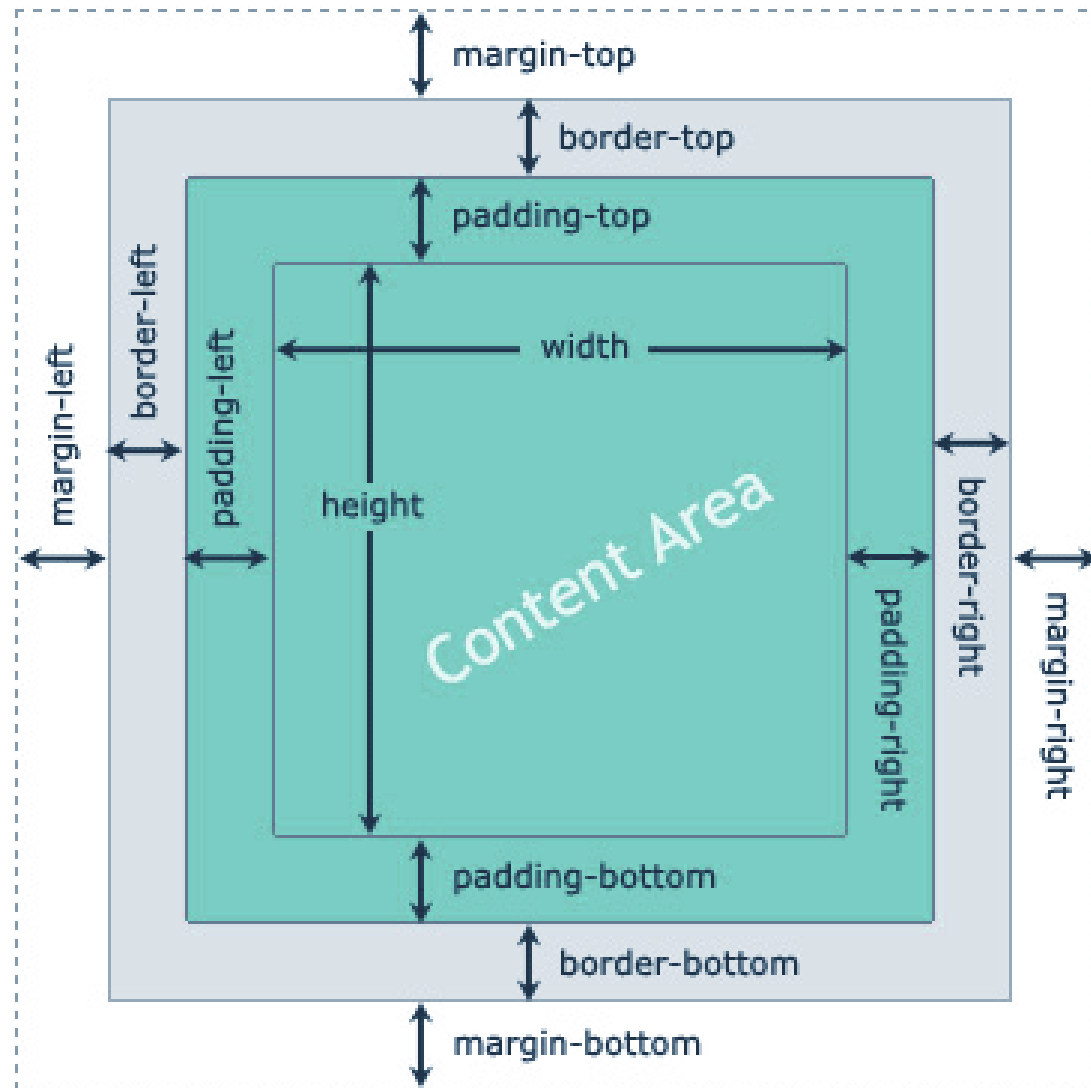 margin-top
border-top
padding-top
width
height
Content Area
margin-left
border-left
padding-left
border-right
padding-right
margin-right
padding-bottom
border-bottom
margin-bottom